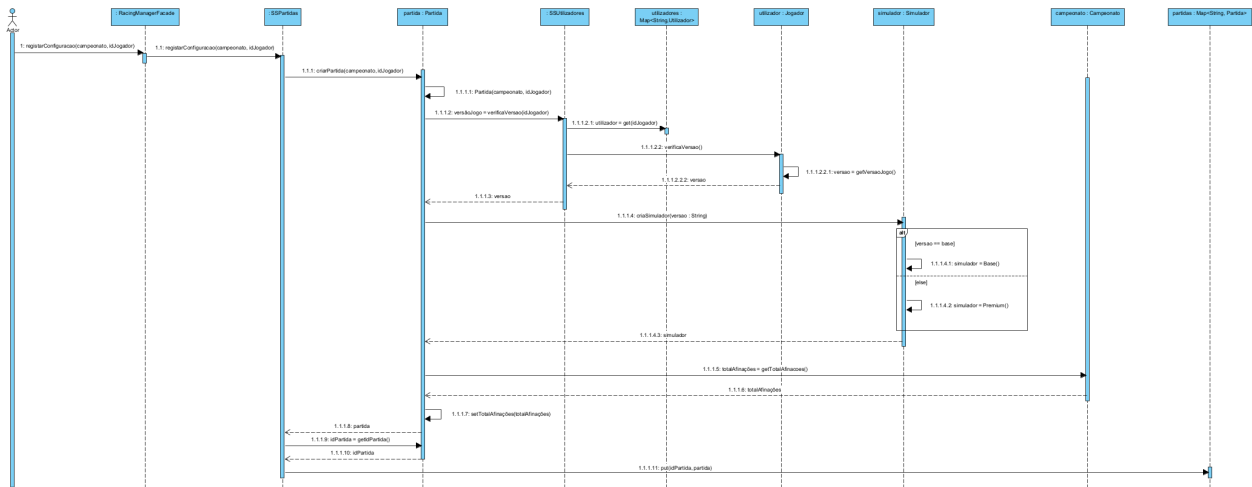 : RacingManagerFacade
: SSPartidas
partida : Partida
: SSUtilizadores
utilizadores :
Map<String,Utilizador>
utilizador : Jogador
simulador : Simulador
campeonato : Campeonato
partidas : Map<String, Partida>
Actor
1: registarConfiguracao(campeonato, idJogador)
1.1: registarConfiguracao(campeonato, idJogador)
1.1.1: criarPartida(campeonato, idJogador)
1.1.1.1: Partida(campeonato, idJogador)
1.1.1.2: versãoJogo = verificaVersao(idJogador)
1.1.1.2.1: utilizador = get(idJogador)
1.1.1.2.2: verificaVersao()
1.1.1.2.2.1: versao = getVersaoJogo()
1.1.1.2.2.2: versao
1.1.1.3: versao
1.1.1.4: criaSimulador(versao : String)
alt
[versao == base]
1.1.1.4.1: simulador = Base()
[else]
1.1.1.4.2: simulador = Premium()
1.1.1.4.3: simulador
1.1.1.5: totalAfinações = getTotalAfinacoes()
1.1.1.6: totalAfinações
1.1.1.7: setTotalAfinações(totalAfinações)
1.1.1.8: partida
1.1.1.9: idPartida = getIdPartida()
1.1.1.10: idPartida
1.1.1.11: put(idPartida, partida)